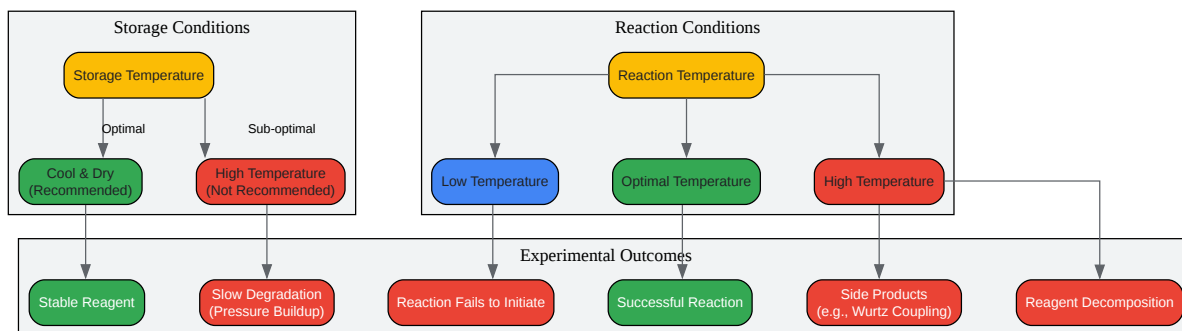 Storage Conditions
Reaction Conditions
Storage Temperature
Reaction Temperature
Optimal
Sub-optimal
Cool & Dry
(Recommended)
High Temperature
(Not Recommended)
Low Temperature
Optimal Temperature
High Temperature
Experimental Outcomes
Stable Reagent
Slow Degradation
(Pressure Buildup)
Reaction Fails to Initiate
Successful Reaction
Side Products
(e.g., Wurtz Coupling)
Reagent Decomposition